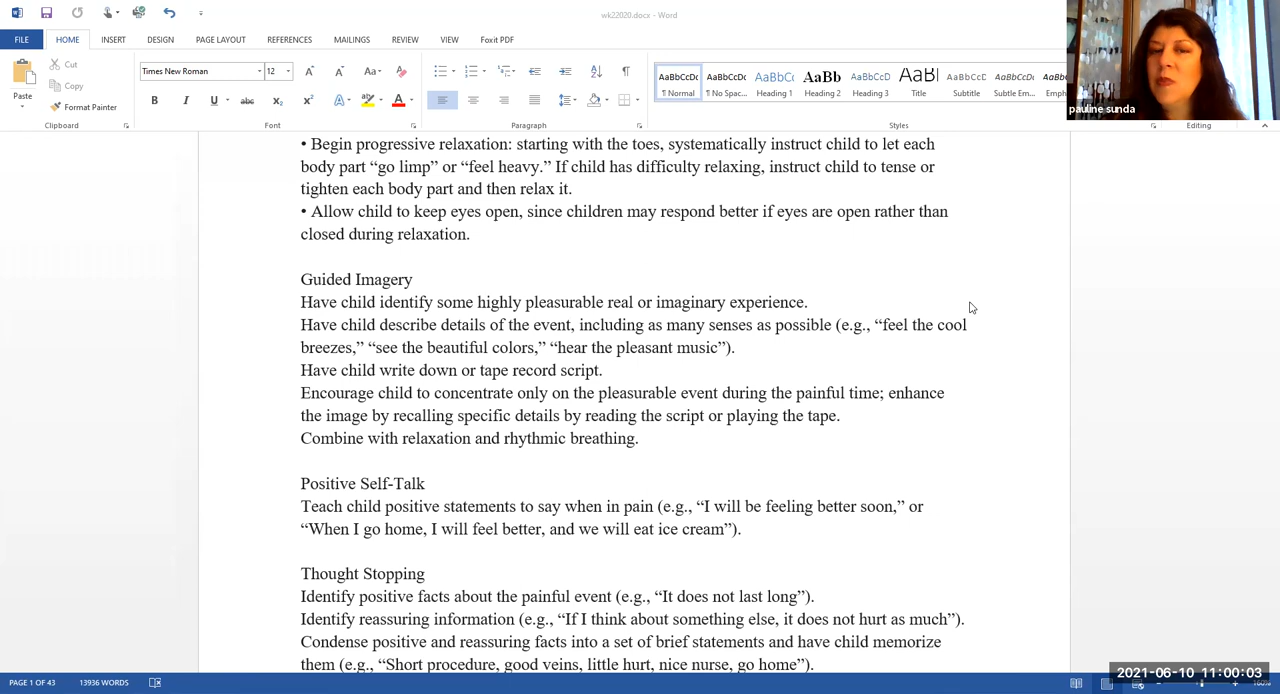 wk22020.docx - Word
FILE
HOME
INSERT
DESIGN
PAGE LAYOUT
REFERENCES
MAILINGS
REVIEW
VIEW
Foxit PDF
Paste
Cut
Copy
Format Painter
Clipboard
Times New Roman
12
Font
Paragraph
AaBbCcDc
¶ Normal
AaBbCcDc
¶ No Spac...
AaBbCc
Heading 1
AaBb
Heading 2
AaBbCcD
Heading 3
Title
AaBbCcD
Subtitle
AaBbCcDc
Subtle Em...
AaBbCcDc
Styles
Editing
pauline sunda
• Begin progressive relaxation: starting with the toes, systematically instruct child to let each
body part “go limp” or “feel heavy.” If child has difficulty relaxing, instruct child to tense or
tighten each body part and then relax it.
• Allow child to keep eyes open, since children may respond better if eyes are open rather than
closed during relaxation.
Guided Imagery
Have child identify some highly pleasurable real or imaginary experience.
Have child describe details of the event, including as many senses as possible (e.g., “feel the cool
breezes,” “see the beautiful colors,” “hear the pleasant music”).
Have child write down or tape record script.
Encourage child to concentrate only on the pleasurable event during the painful time; enhance
the image by recalling specific details by reading the script or playing the tape.
Combine with relaxation and rhythmic breathing.
Positive Self-Talk
Teach child positive statements to say when in pain (e.g., “I will be feeling better soon,” or
“When I go home, I will feel better, and we will eat ice cream”).
Thought Stopping
Identify positive facts about the painful event (e.g., “It does not last long”).
Identify reassuring information (e.g., “If I think about something else, it does not hurt as much”).
Condense positive and reassuring facts into a set of brief statements and have child memorize
them (e.g., “Short procedure, good veins, little hurt, nice nurse, go home”).
PAGE 1 OF 43
13936 WORDS
2021-06-10 11:00:03